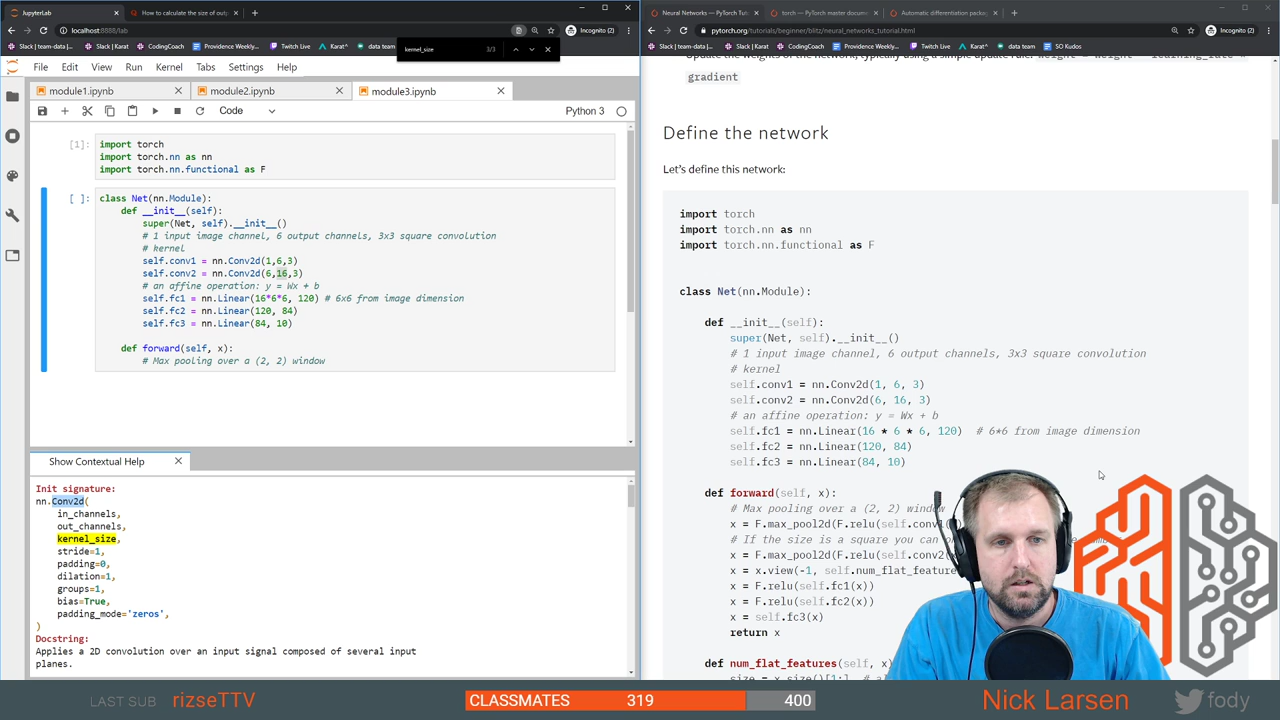 JupyterLab
How to calculate the size of out
localhost:8888/lab
Incognito (2)
Slack | team-data
Slack | Karat
CodingCoach
Providence Weekly
Twitch Live
Karat^
data team
kernel_size
3/3
File Edit View Run Kernel Tabs Settings Help
module1.ipynb
module2.ipynb
module3.ipynb
Code
Python 3
[1]: import torch
import torch.nn as nn
import torch.nn.functional as F
[ ]: class Net(nn.Module):
def __init__(self):
super(Net, self).__init__()
# 1 input image channel, 6 output channels, 3x3 square convolution
# kernel
self.conv1 = nn.Conv2d(1,6,3)
self.conv2 = nn.Conv2d(6,16,3)
# an affine operation: y = Wx + b
self.fc1 = nn.Linear(16*6*6, 120) # 6x6 from image dimension
self.fc2 = nn.Linear(120, 84)
self.fc3 = nn.Linear(84, 10)
def forward(self, x):
# Max pooling over a (2, 2) window
Show Contextual Help
Init signature:
nn.Conv2d(
in_channels,
out_channels,
kernel_size,
stride=1,
padding=0,
dilation=1,
groups=1,
bias=True,
padding_mode='zeros',
)
Docstring:
Applies a 2D convolution over an input signal composed of several input
planes.
Neural Networks — PyTorch Tut
torch — PyTorch master docum
Automatic differentiation packag
pytorch.org/tutorials/beginner/blitz/neural_networks_tutorial.html
Incognito (2)
Slack | team-data-j
Slack | Karat
CodingCoach
Providence Weekly...
Twitch Live
Karat^
data team
SO Kudos
Update the weights of the network, typically using a simple update rule: weight = weight - learning_rate *
gradient
Define the network
Let's define this network:
import torch
import torch.nn as nn
import torch.nn.functional as F
class Net(nn.Module):
def __init__(self):
super(Net, self).__init__()
# 1 input image channel, 6 output channels, 3x3 square convolution
# kernel
self.conv1 = nn.Conv2d(1, 6, 3)
self.conv2 = nn.Conv2d(6, 16, 3)
# an affine operation: y = Wx + b
self.fc1 = nn.Linear(16 * 6 * 6, 120) # 6*6 from image dimension
self.fc2 = nn.Linear(120, 84)
self.fc3 = nn.Linear(84, 10)
def forward(self, x):
# Max pooling over a (2, 2) window
x = F.max_pool2d(F.relu(self.conv1(
# If the size is a square you can
x = F.max_pool2d(F.relu(self.conv2(
x = x.view(-1, self.num_flat_feature
x = F.relu(self.fc1(x))
x = F.relu(self.fc2(x))
x = self.fc3(x)
return x
def num_flat_features(self, x)
size = x.size()[1:]
LAST SUB rizseTTV
CLASSMATES 319 400
Nick Larsen
fody